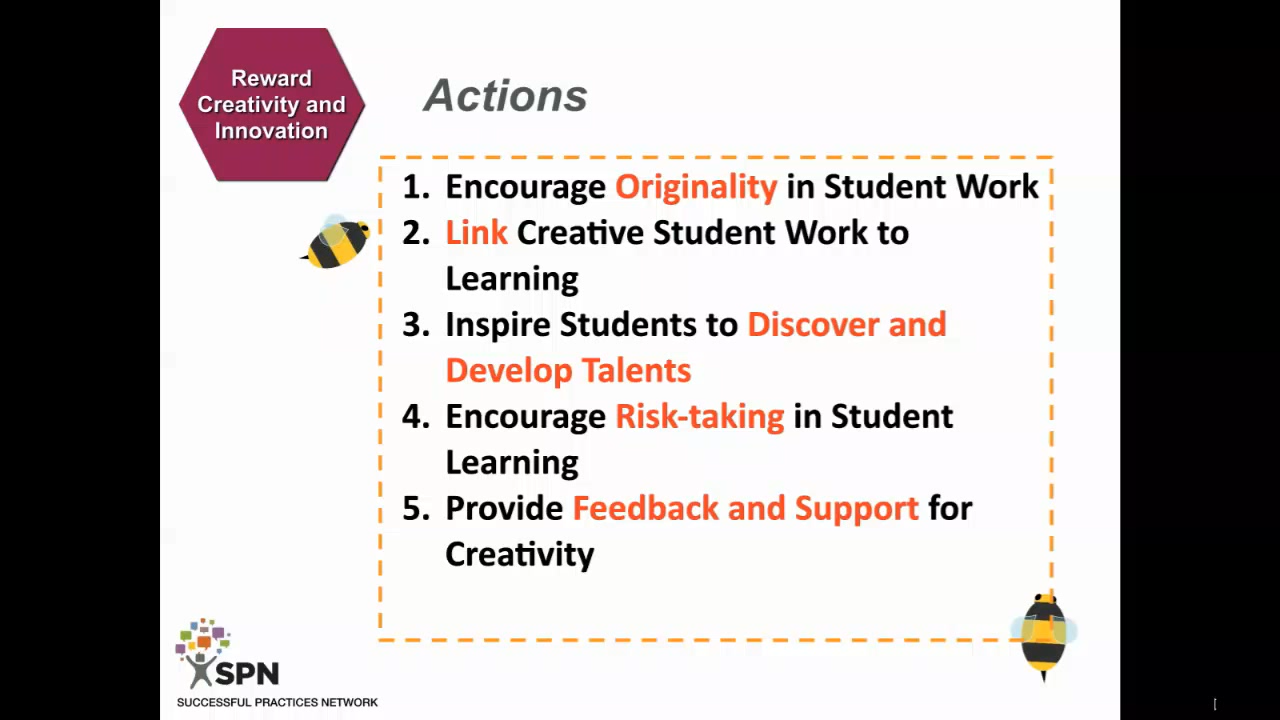 Reward
Creativity and
Innovation
Actions
1. Encourage Originality in Student Work
2. Link Creative Student Work to
Learning
3. Inspire Students to Discover and
Develop Talents
4. Encourage Risk-taking in Student
Learning
5. Provide Feedback and Support for
Creativity
SPN
SUCCESSFUL PRACTICES NETWORK